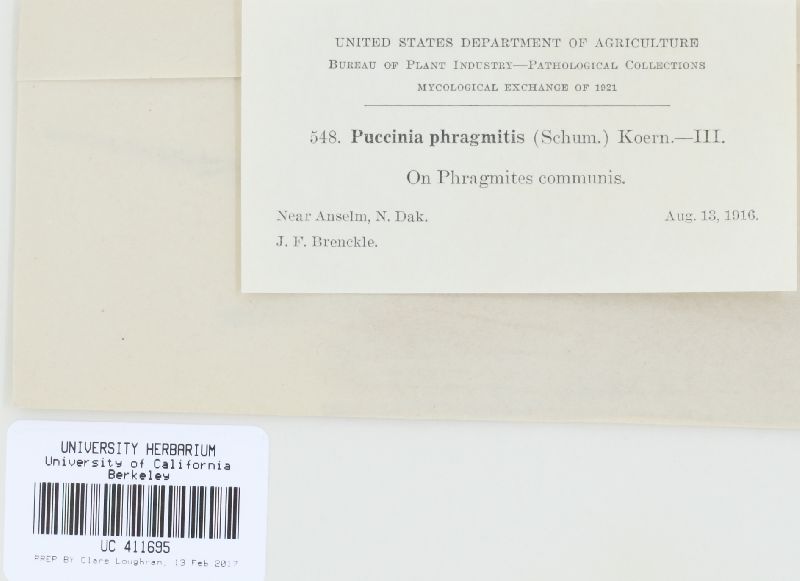 UNITED STATES DEPARTMENT OF AGRICULTURE
BUREAU OF PLANT INDUSTRY—PATHOLOGICAL COLLECTIONS
MYCOLOGICAL EXCHANGE OF 1921
548. Puccinia phragmitis (Schum.) Koern.—III.
On Phragmites communis.
Near Anselm, N. Dak. Aug. 13, 1916.
J. F. Brenckle.
UNIVERSITY HERBARIUM
University of California
Berkeley
UC 411695
PREP BY Clare Loughran, 13 Feb 2017